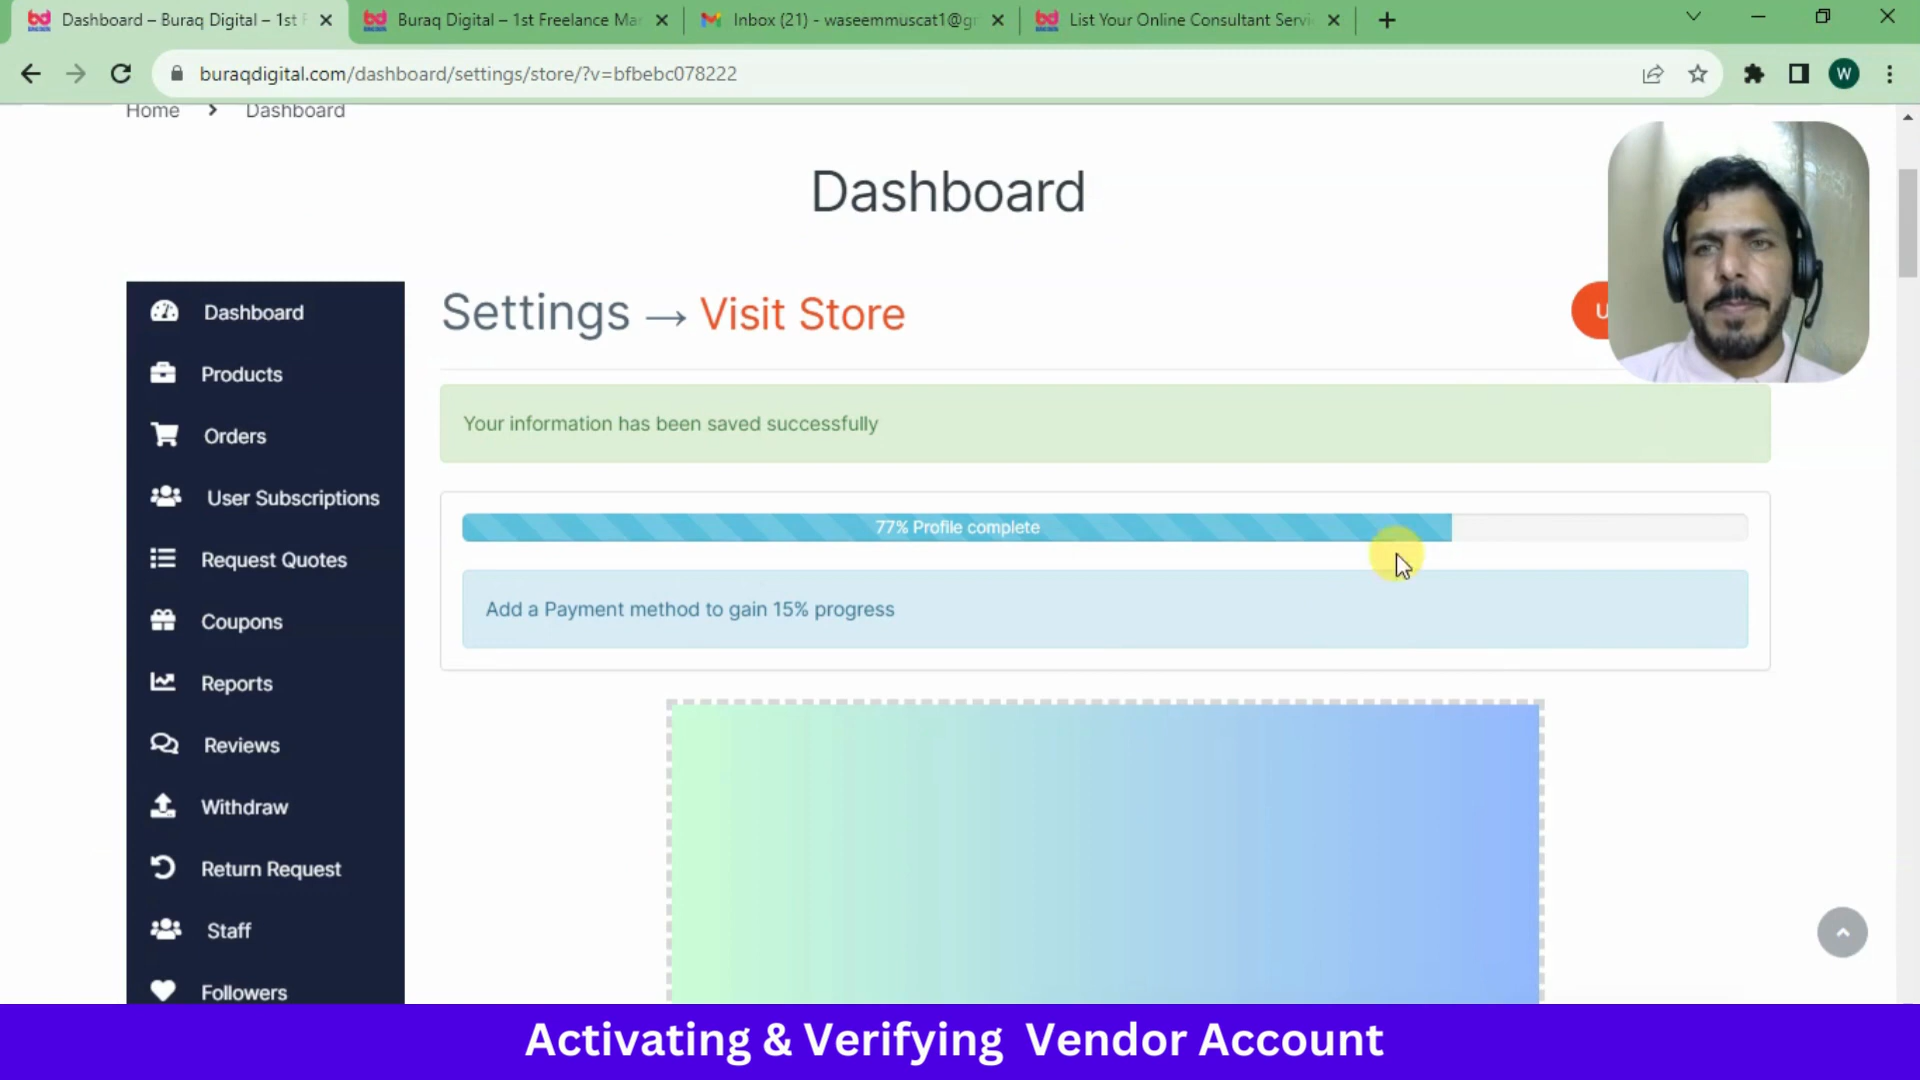 Dashboard – Buraq Digital – 1st F
Buraq Digital – 1st Freelance Mar
Inbox (21) - waseemmuscat1@gm
List Your Online Consultant Servi
buraqdigital.com/dashboard/settings/store/?v=bfbebc078222
W
Home > Dashboard
Dashboard
Settings → Visit Store
U
Your information has been saved successfully
77% Profile complete
Add a Payment method to gain 15% progress
Dashboard
Products
Orders
User Subscriptions
Request Quotes
Coupons
Reports
Reviews
Withdraw
Return Request
Staff
Followers
Activating & Verifying Vendor Account